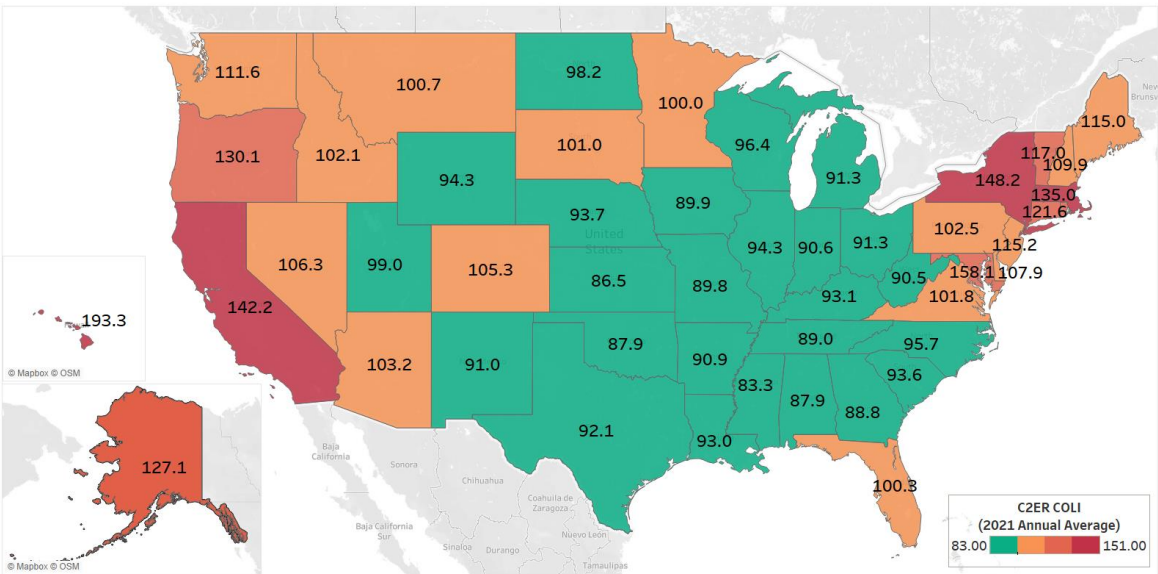 111.6
100.7
98.2
100.0
115.0
New
Brunsw
130.1
102.1
101.0
96.4
91.3
117.0
109.9
94.3
148.2
135.0
93.7
89.9
121.6
United
States
102.5
115.2
106.3
99.0
105.3
86.5
89.8
94.3
90.6
91.3
90.5
158.1
107.9
142.2
93.1
101.8
193.3
103.2
91.0
87.9
90.9
89.0
95.7
© Mapbox © OSM
83.3
87.9
88.8
93.6
92.1
93.0
Baja
California
Sonora
127.1
Chihuahua
100.3
Coahuila de
Zaragoza
Baja California
Sur
Nuevo León
Sinaloa
Durango
Tamaulipas
© Mapbox © OSM
C2ER COLI
(2021 Annual Average)
83.00
151.00